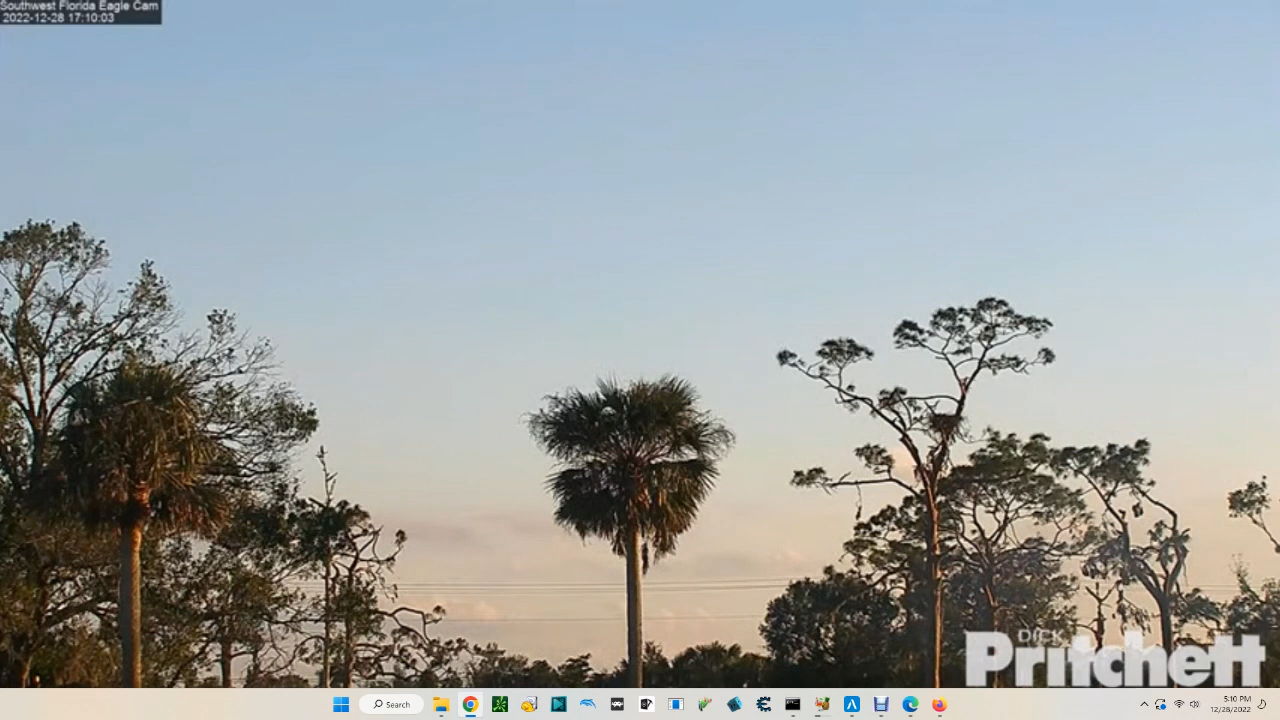 Southwest Florida Eagle Cam
2022-12-28 17:10:03
DICK
Pritchett
Search
5:10 PM
12/28/2022